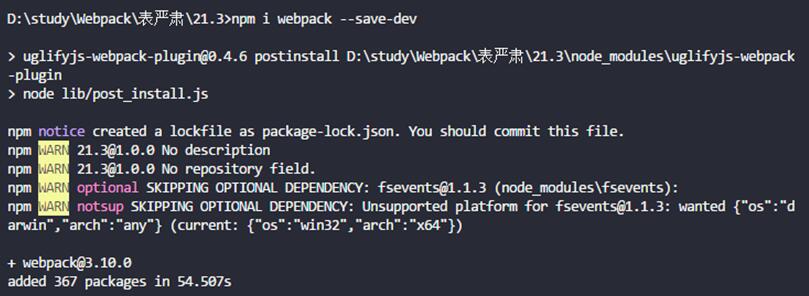 D:\study\Webpack\表严肃\21.3>npm i webpack --save-dev
> uglifyjs-webpack-plugin@0.4.6 postinstall D:\study\Webpack\表严肃\21.3\node_modules\uglifyjs-webpack
-plugin
> node lib/post_install.js
npm notice created a lockfile as package-lock.json. You should commit this file.
npm WARN 21.3@1.0.0 No description
npm WARN 21.3@1.0.0 No repository field.
npm WARN optional SKIPPING OPTIONAL DEPENDENCY: fsevents@1.1.3 (node_modules\fsevents):
npm WARN notsup SKIPPING OPTIONAL DEPENDENCY: Unsupported platform for fsevents@1.1.3: wanted {"os":"d
arwin","arch":"any"} (current: {"os":"win32","arch":"x64"})
+ webpack@3.10.0
added 367 packages in 54.507s